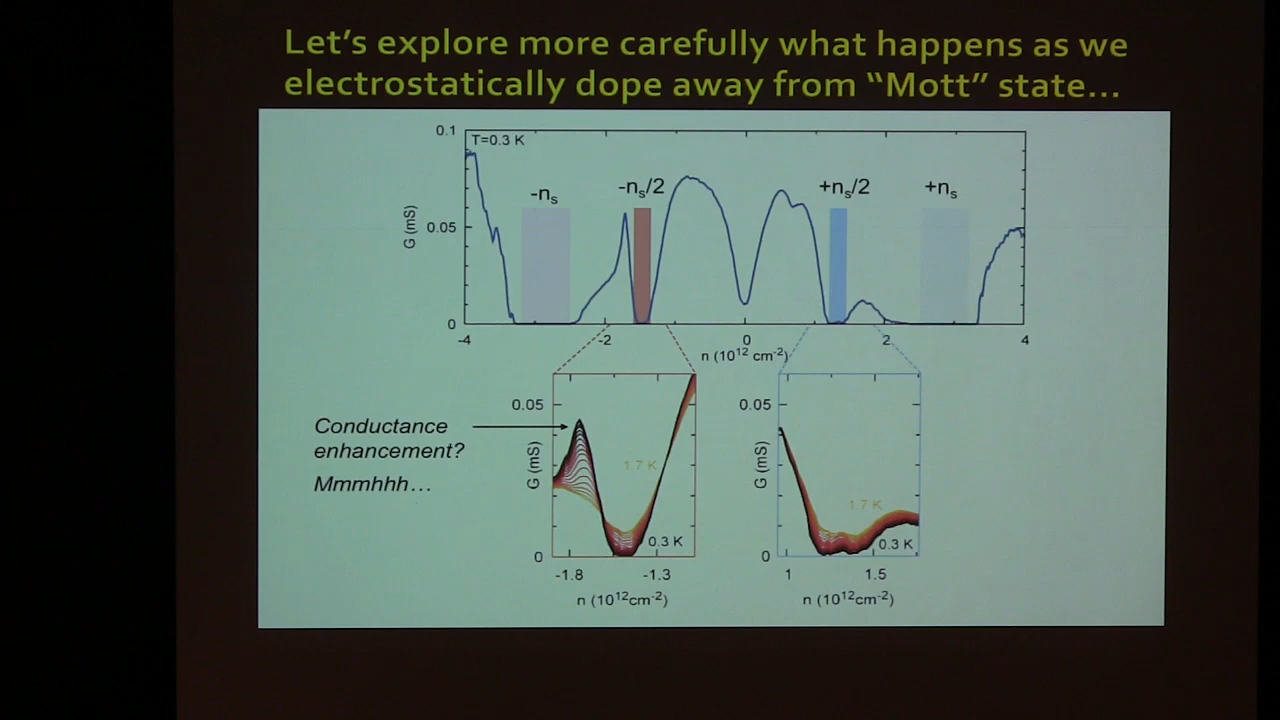 Let's explore more carefully what happens as we
electrostatically dope away from “Mott” state…
0.1
T=0.3 K
-nₛ
-nₛ/2
+nₛ/2
+nₛ
G (mS)
0.05
0
-4
-2
0
2
4
n (10¹² cm⁻²)
Conductance
enhancement?
Mmmhhh…
0.05
G (mS)
1.7 K
0.3 K
0
-1.8
-1.3
n (10¹²cm⁻²)
0.05
G (mS)
1.7 K
0.3 K
0
1
1.5
n (10¹²cm⁻²)